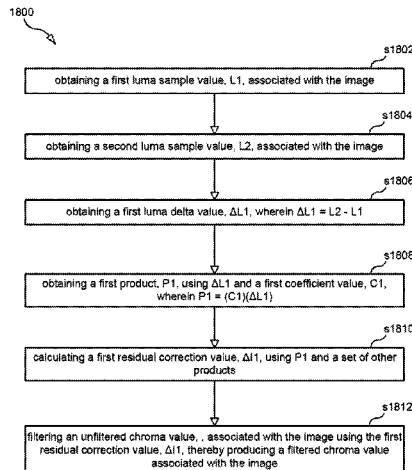 1800
s1802
obtaining a first luma sample value, L1, associated with the image
s1804
obtaining a second luma sample value, L2, associated with the image
s1806
obtaining a first luma delta value, ΔL1, wherein ΔL1 = L2 - L1
s1808
obtaining a first product, P1, using ΔL1 and a first coefficient value, C1,
wherein P1 = (C1)(ΔL1)
s1810
calculating a first residual correction value, ΔI1, using P1 and a set of other
products
s1812
filtering an unfiltered chroma value, , associated with the image using the first
residual correction value, ΔI1, thereby producing a filtered chroma value
associated with the image